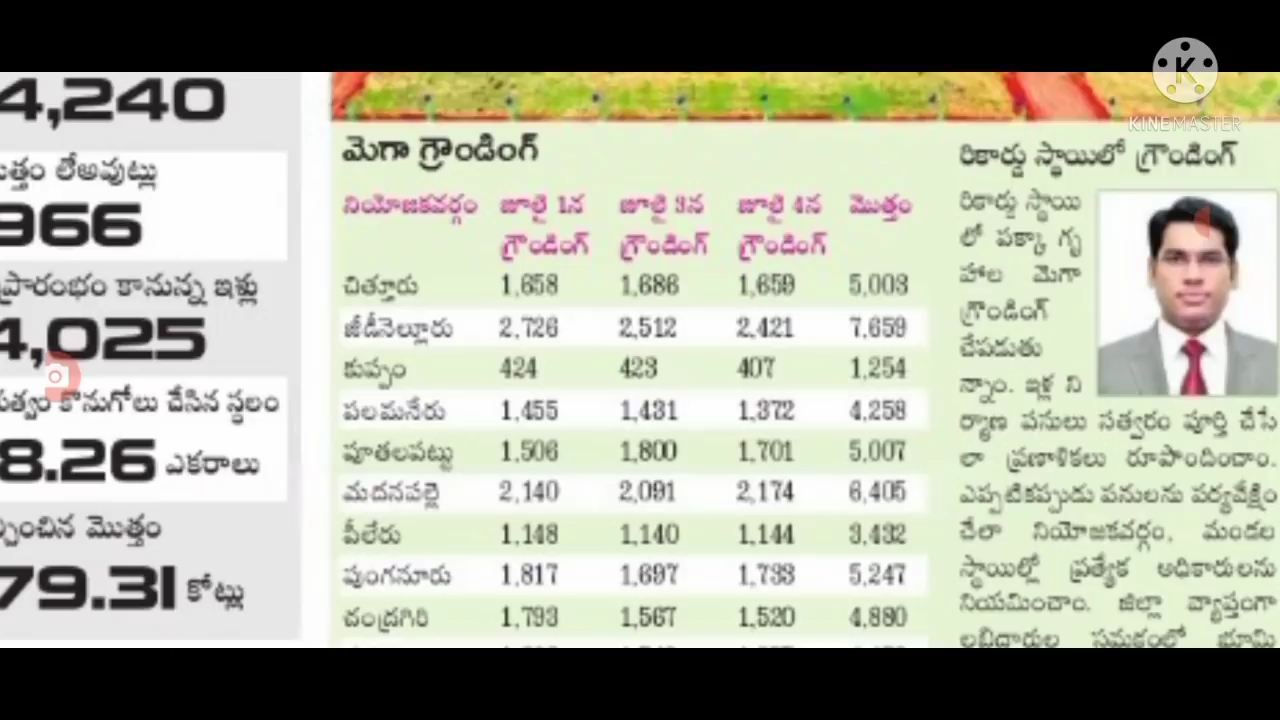 4,240
త్తం లేఅవుట్లు
966
ప్రారంభం కానున్న ఇళ్లు
4,025
కొనుగోలు చేసిన స్థలం
8.26 ఎకరాలు
చించిన మొత్తం
79.31 కోట్లు
మెగా గ్రౌండింగ్
నియోజకవర్గం జూలై 1న జూలై 3న జూలై 4న మొత్తం
గ్రౌండింగ్ గ్రౌండింగ్ గ్రౌండింగ్
చిత్తూరు 1,658 1,686 1,659 5,003
జీడీనెల్లూరు 2,726 2,512 2,421 7,659
కుప్పం 424 423 407 1,254
పలమనేరు 1,455 1,431 1,372 4,258
పూతలపట్టు 1,506 1,800 1,701 5,007
మదనపల్లె 2,140 2,091 2,174 6,405
పీలేరు 1,148 1,140 1,144 3,432
పుంగనూరు 1,817 1,697 1,733 5,247
చంద్రగిరి 1,793 1,567 1,520 4,880
రికార్డు స్థాయిలో గ్రౌండింగ్
రికార్డు స్థాయి
లో పక్కా గృ
హాల మెగా
గ్రౌండింగ్
చేపడుతు
న్నాం. ఇళ్ల ని
ర్మాణ పనులు సత్వరం పూర్తి చేసే
లా ప్రణాళికలు రూపొందించాం.
ఎప్పటికప్పుడు పనులను పర్యవేక్షిం
చేలా నియోజకవర్గం, మండల
స్థాయిల్లో ప్రత్యేక అధికారులను
నియమించాం. జిల్లా వ్యాప్తంగా
లబ్ధిదారుల సమక్షంలో భూమి
KINEMASTER